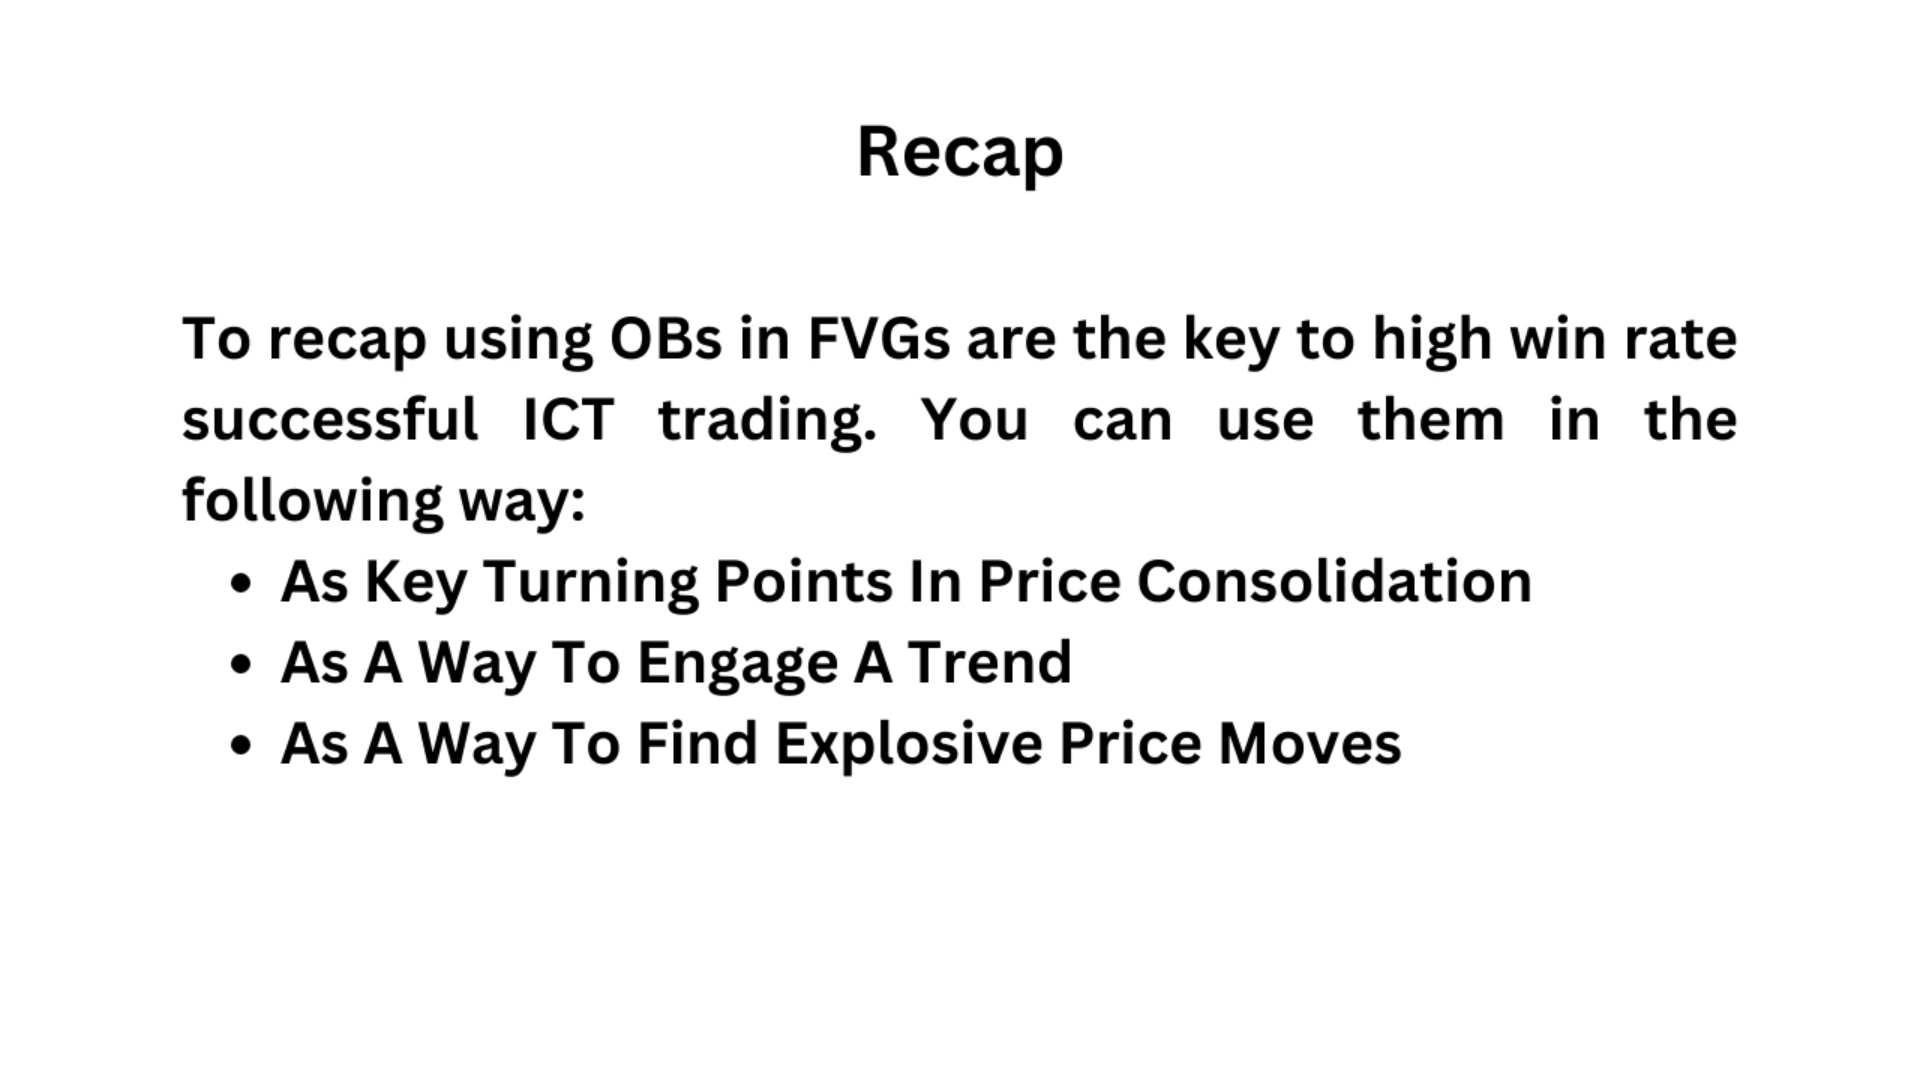 Recap
To recap using OBs in FVGs are the key to high win rate
successful ICT trading. You can use them in the
following way:
• As Key Turning Points In Price Consolidation
• As A Way To Engage A Trend
• As A Way To Find Explosive Price Moves